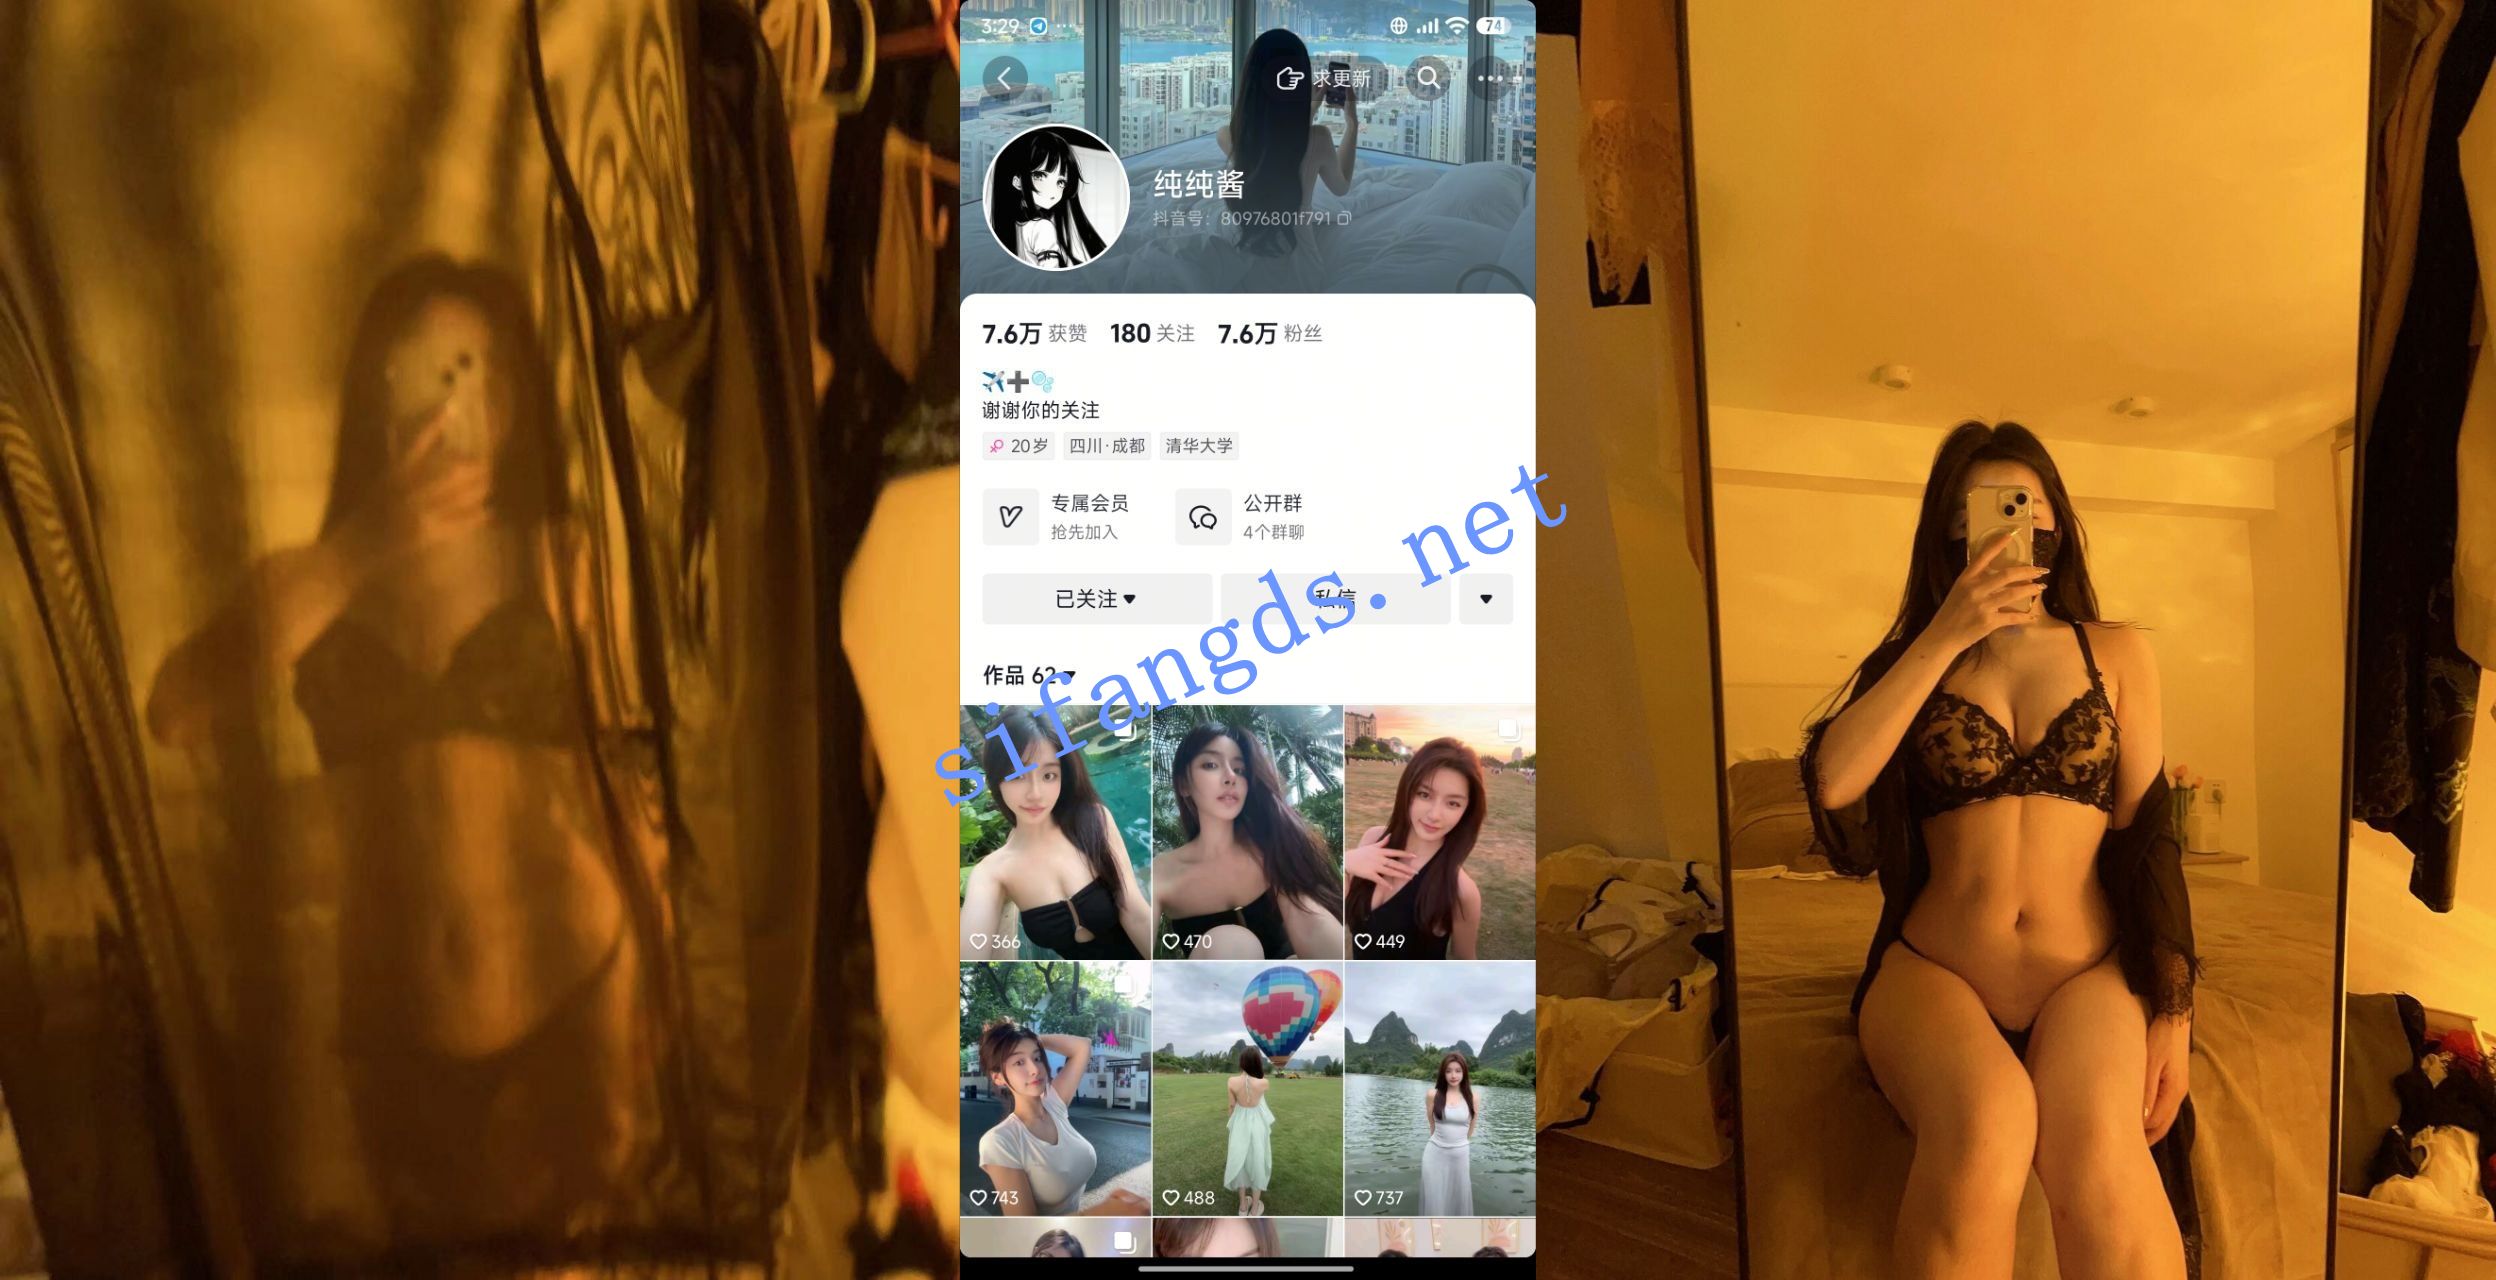 3:29
74
求更新
纯纯酱
抖音号：80976801f791
7.6万 获赞 180 关注 7.6万 粉丝
谢谢你的关注
20岁 四川·成都 清华大学
专属会员 公开群
抢先加入 4个群聊
已关注 私信
作品 62
sifangds.net
366 470 449
743 488 737